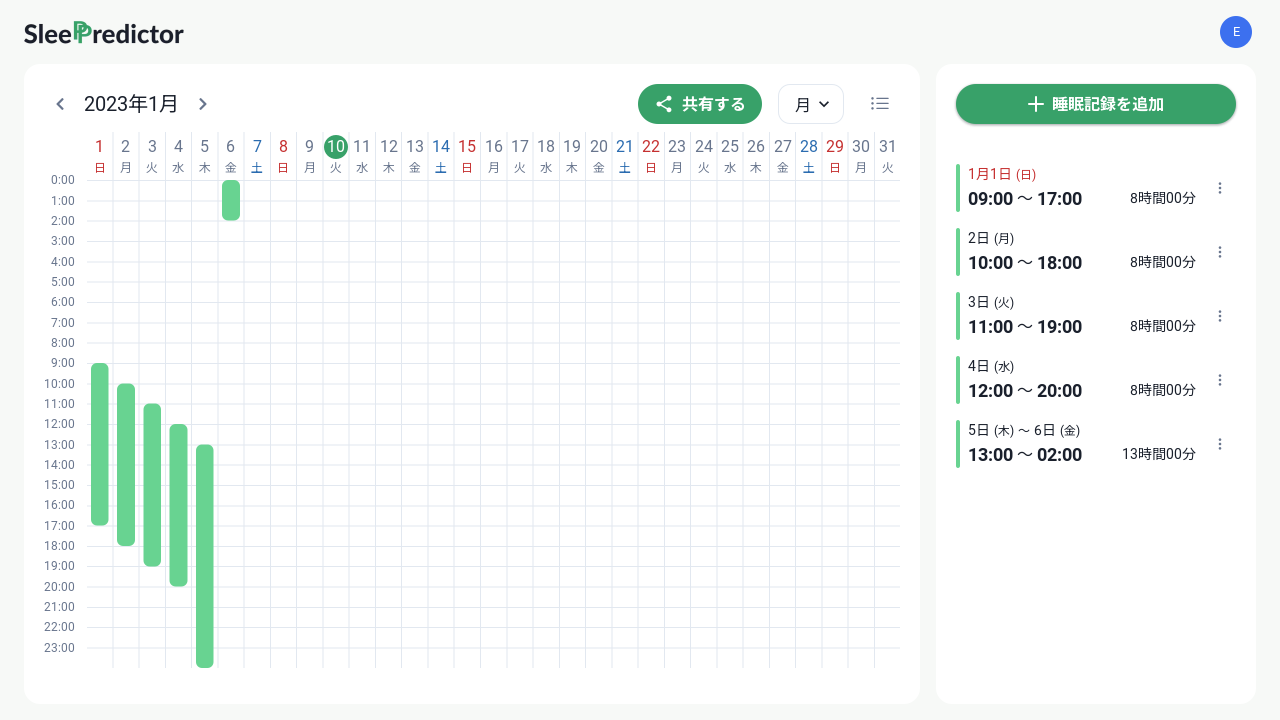 SleePredictor
E
2023年1月
共有する
月
睡眠記録を追加
1 2 3 4 5 6 7 8 9 10 11 12 13 14 15 16 17 18 19 20 21 22 23 24 25 26 27 28 29 30 31
日 月 火 水 木 金 土 日 月 火 水 木 金 土 日 月 火 水 木 金 土 日 月 火 水 木 金 土 日 月 火
0:00
1:00
2:00
3:00
4:00
5:00
6:00
7:00
8:00
9:00
10:00
11:00
12:00
13:00
14:00
15:00
16:00
17:00
18:00
19:00
20:00
21:00
22:00
23:00
1月1日 (日)
09:00 〜 17:00 8時間00分
2日 (月)
10:00 〜 18:00 8時間00分
3日 (火)
11:00 〜 19:00 8時間00分
4日 (水)
12:00 〜 20:00 8時間00分
5日 (木) 〜 6日 (金)
13:00 〜 02:00 13時間00分